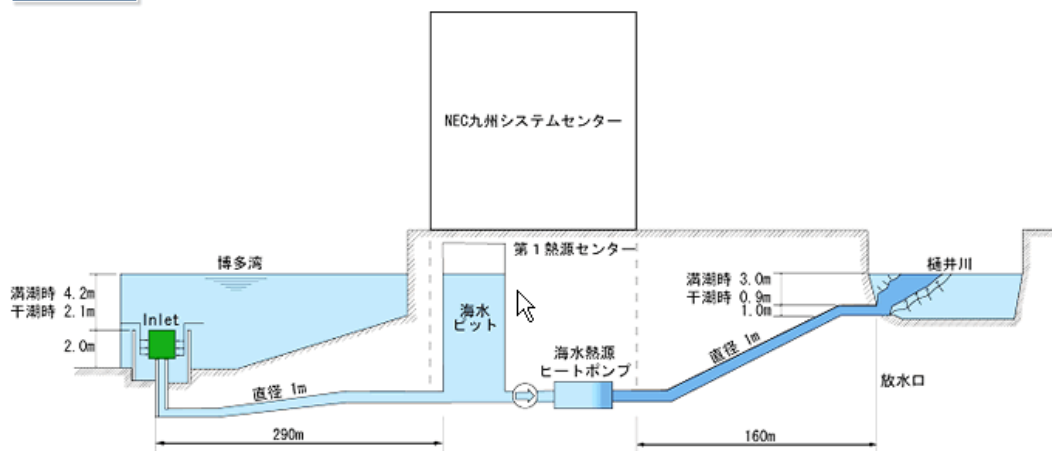 NEC九州システムセンター
第1熱源センター
博多湾
満潮時 4.2m
干潮時 2.1m
Inlet
2.0m
海水
ピット
直径 1m
290m
海水熱源
ヒートポンプ
直径 1m
満潮時 3.0m
干潮時 0.9m
1.0m
樋井川
放水口
160m